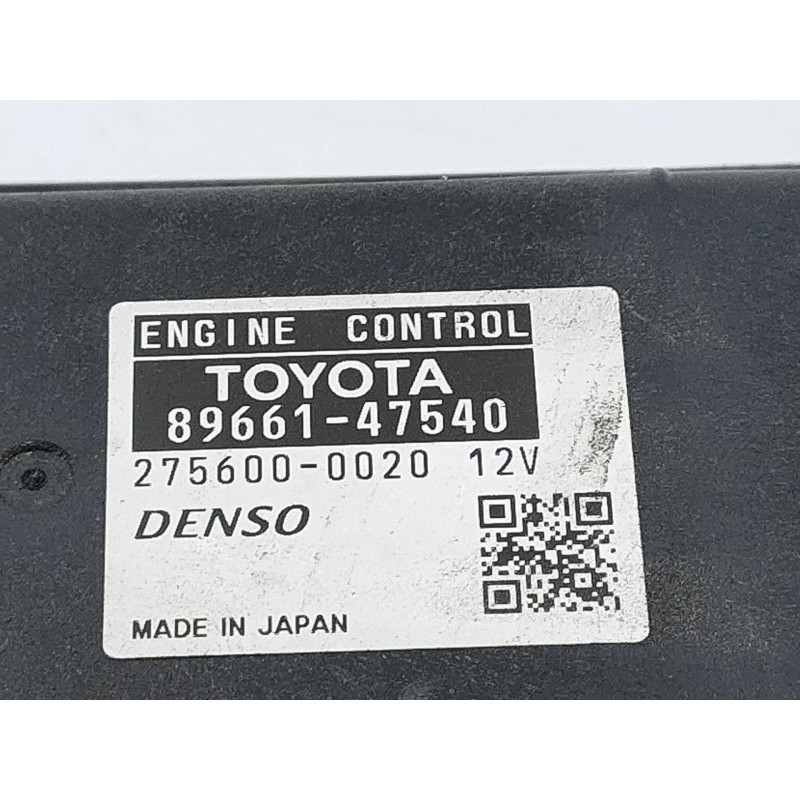 ENGINE CONTROL
TOYOTA
89661-47540
275600-0020 12V
DENSO
MADE IN JAPAN